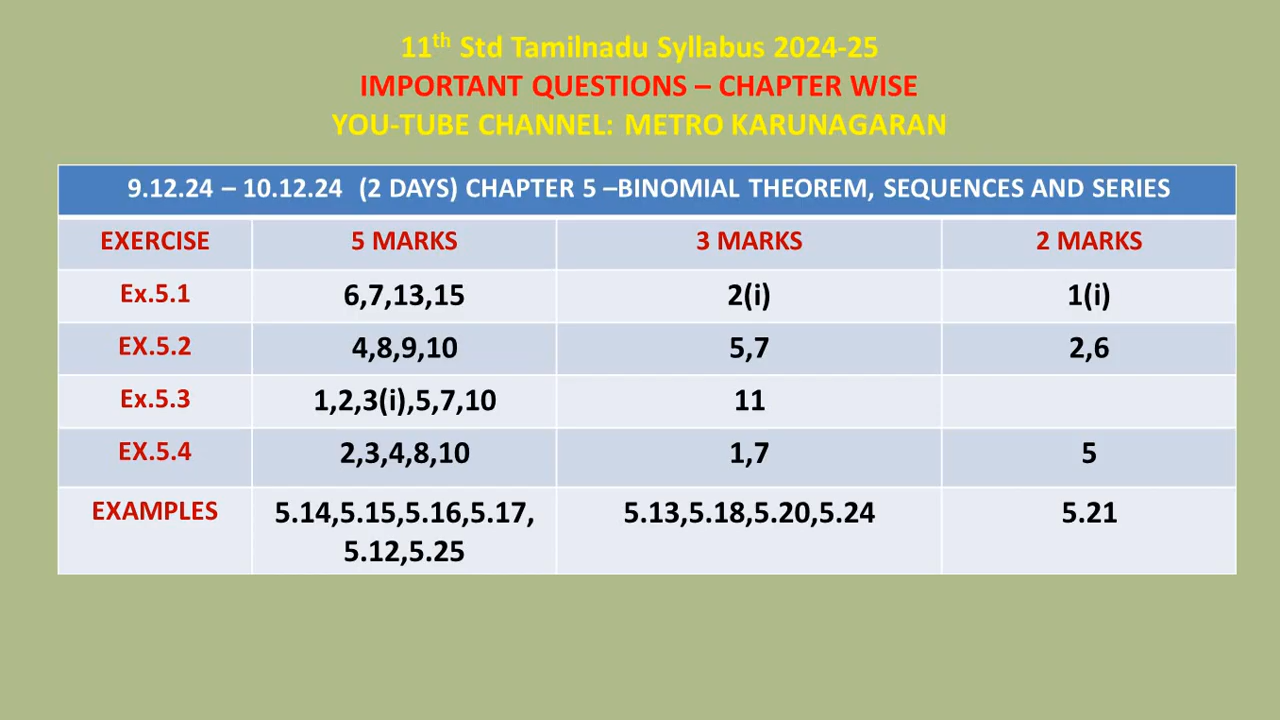 11th Std Tamilnadu Syllabus 2024-25
IMPORTANT QUESTIONS – CHAPTER WISE
YOU-TUBE CHANNEL: METRO KARUNAGARAN
9.12.24 – 10.12.24 (2 DAYS) CHAPTER 5 –BINOMIAL THEOREM, SEQUENCES AND SERIES
EXERCISE 5 MARKS 3 MARKS 2 MARKS
Ex.5.1 6,7,13,15 2(i) 1(i)
EX.5.2 4,8,9,10 5,7 2,6
Ex.5.3 1,2,3(i),5,7,10 11
EX.5.4 2,3,4,8,10 1,7 5
EXAMPLES 5.14,5.15,5.16,5.17, 5.13,5.18,5.20,5.24 5.21
5.12,5.25